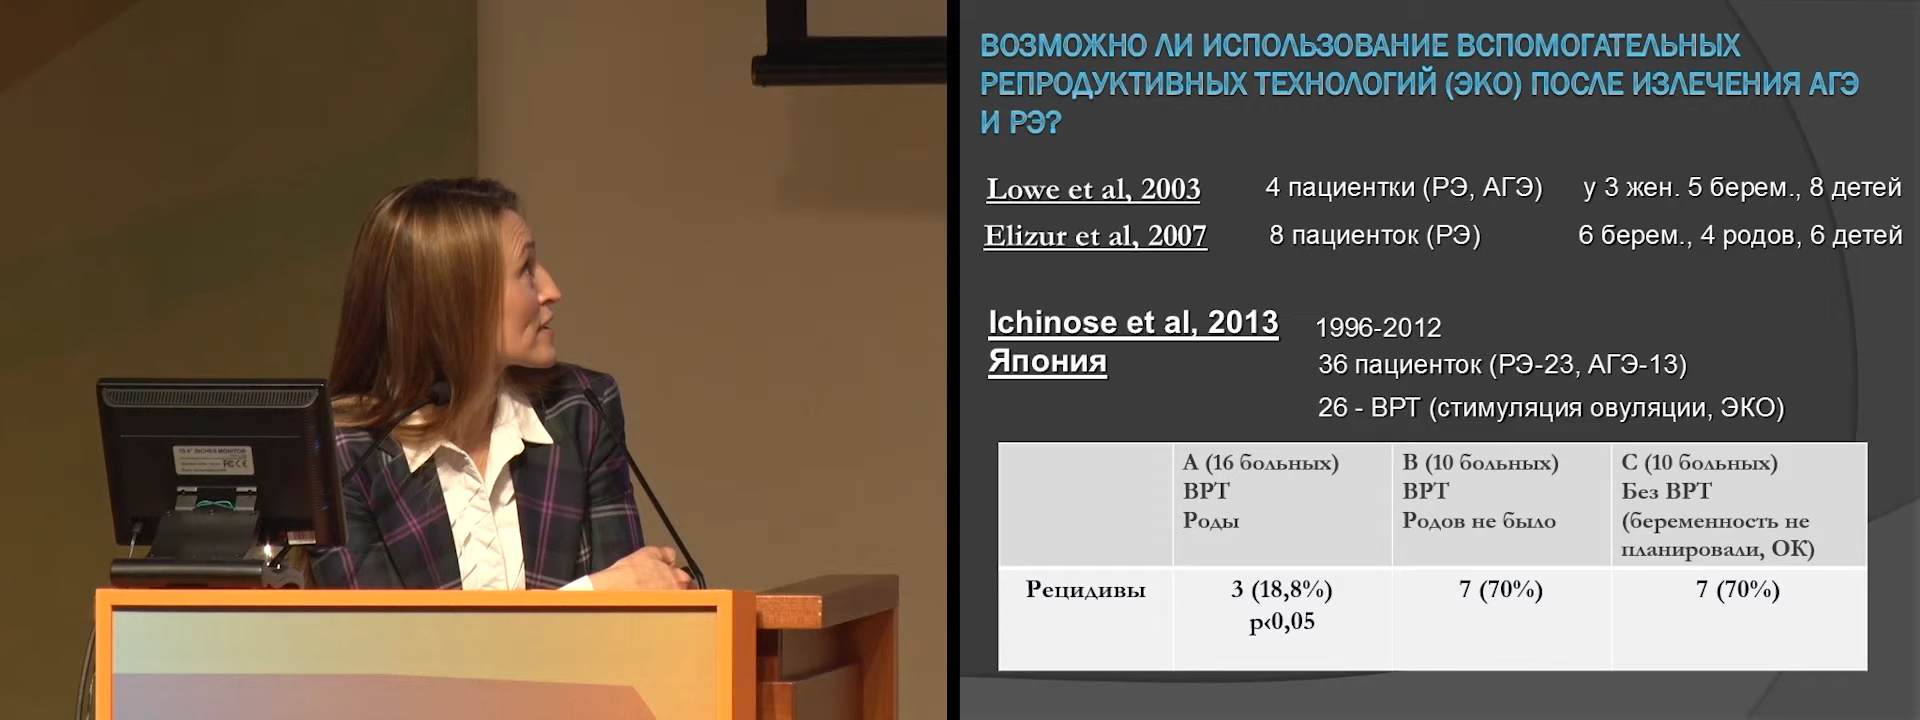 ВОЗМОЖНО ЛИ ИСПОЛЬЗОВАНИЕ ВСПОМОГАТЕЛЬНЫХ
РЕПРОДУКТИВНЫХ ТЕХНОЛОГИЙ (ЭКО) ПОСЛЕ ИЗЛЕЧЕНИЯ АГЭ
И РЭ?
Lowe et al, 2003 4 пациентки (РЭ, АГЭ) у 3 жен. 5 берем., 8 детей
Elizur et al, 2007 8 пациенток (РЭ) 6 берем., 4 родов, 6 детей
Ichinose et al, 2013 1996-2012
Япония 36 пациенток (РЭ-23, АГЭ-13)
26 - ВРТ (стимуляция овуляции, ЭКО)
А (16 больных)
ВРТ
Роды
В (10 больных)
ВРТ
Родов не было
С (10 больных)
Без ВРТ
(беременность не
планировали, ОК)
Рецидивы
3 (18,8%)
p<0,05
7 (70%)
7 (70%)